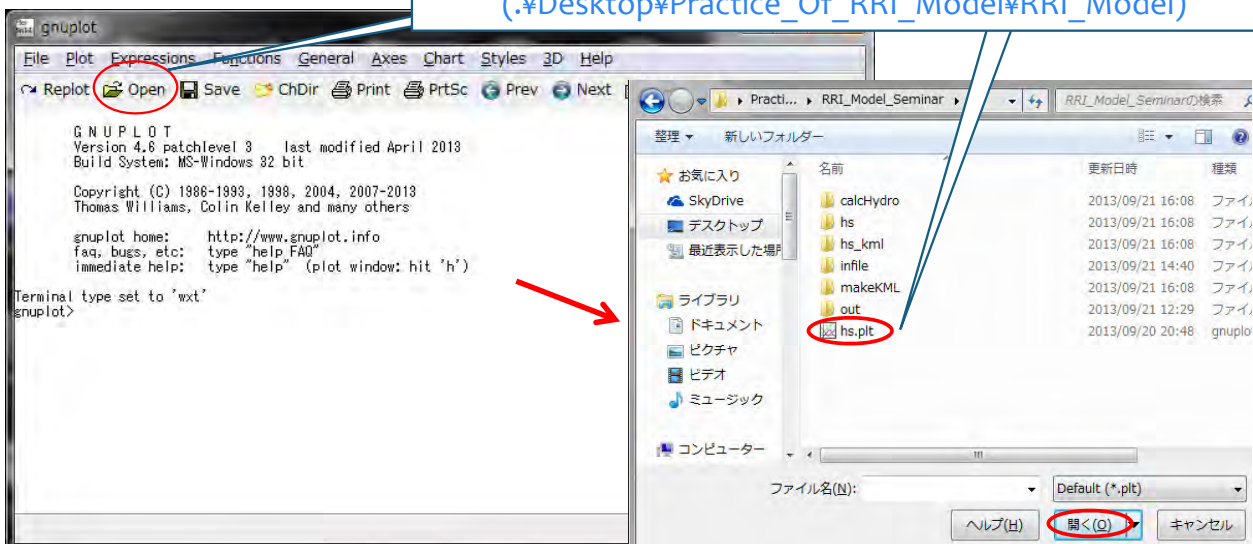 (.¥Desktop¥Practice_Of_RRI_Model¥RRI_Model)
gnuplot
File Plot Expressions Functions General Axes Chart Styles 3D Help
Replot Open Save ChDir Print PrtSc Prev Next
G N U P L O T
Version 4.6 patchlevel 3 last modified April 2013
Build System: MS-Windows 32 bit
Copyright (C) 1986-1993, 1998, 2004, 2007-2013
Thomas Williams, Colin Kelley and many others
gnuplot home: http://www.gnuplot.info
faq, bugs, etc: type "help FAQ"
immediate help: type "help" (plot window: hit 'h')
Terminal type set to 'wxt'
gnuplot>
Practi... RRI_Model_Seminar
RRI_Model_Seminarの検索
整理 新しいフォルダー
名前 更新日時 種類
お気に入り
SkyDrive
デスクトップ
最近表示した場所
ライブラリ
ドキュメント
ピクチャ
ビデオ
ミュージック
コンピューター
calcHydro 2013/09/21 16:08 ファイ
hs 2013/09/21 16:08 ファイ
hs_kml 2013/09/21 16:08 ファイ
infile 2013/09/21 14:40 ファイ
makeKML 2013/09/21 16:08 ファイ
out 2013/09/21 12:29 ファイ
hs.plt 2013/09/20 20:48 gnuplo
ファイル名(N): Default (*.plt)
ヘルプ(H) 開く(O) キャンセル